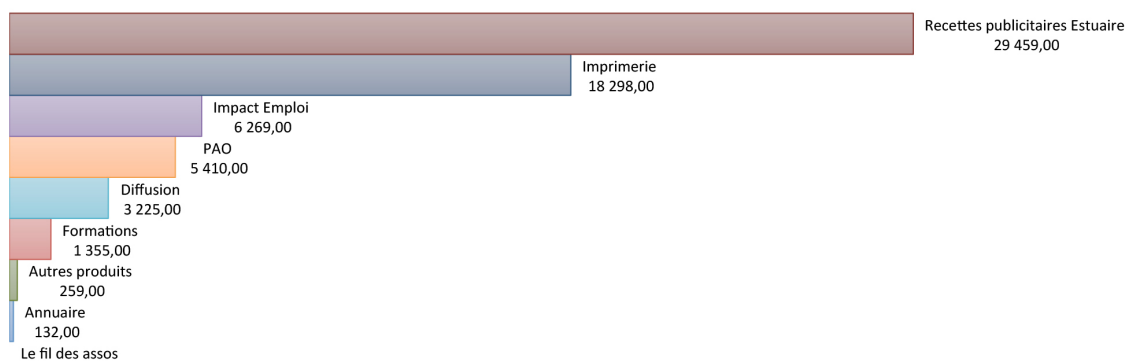 Recettes publicitaires Estuaire
29 459,00
Imprimerie
18 298,00
Impact Emploi
6 269,00
PAO
5 410,00
Diffusion
3 225,00
Formations
1 355,00
Autres produits
259,00
Annuaire
132,00
Le fil des assos